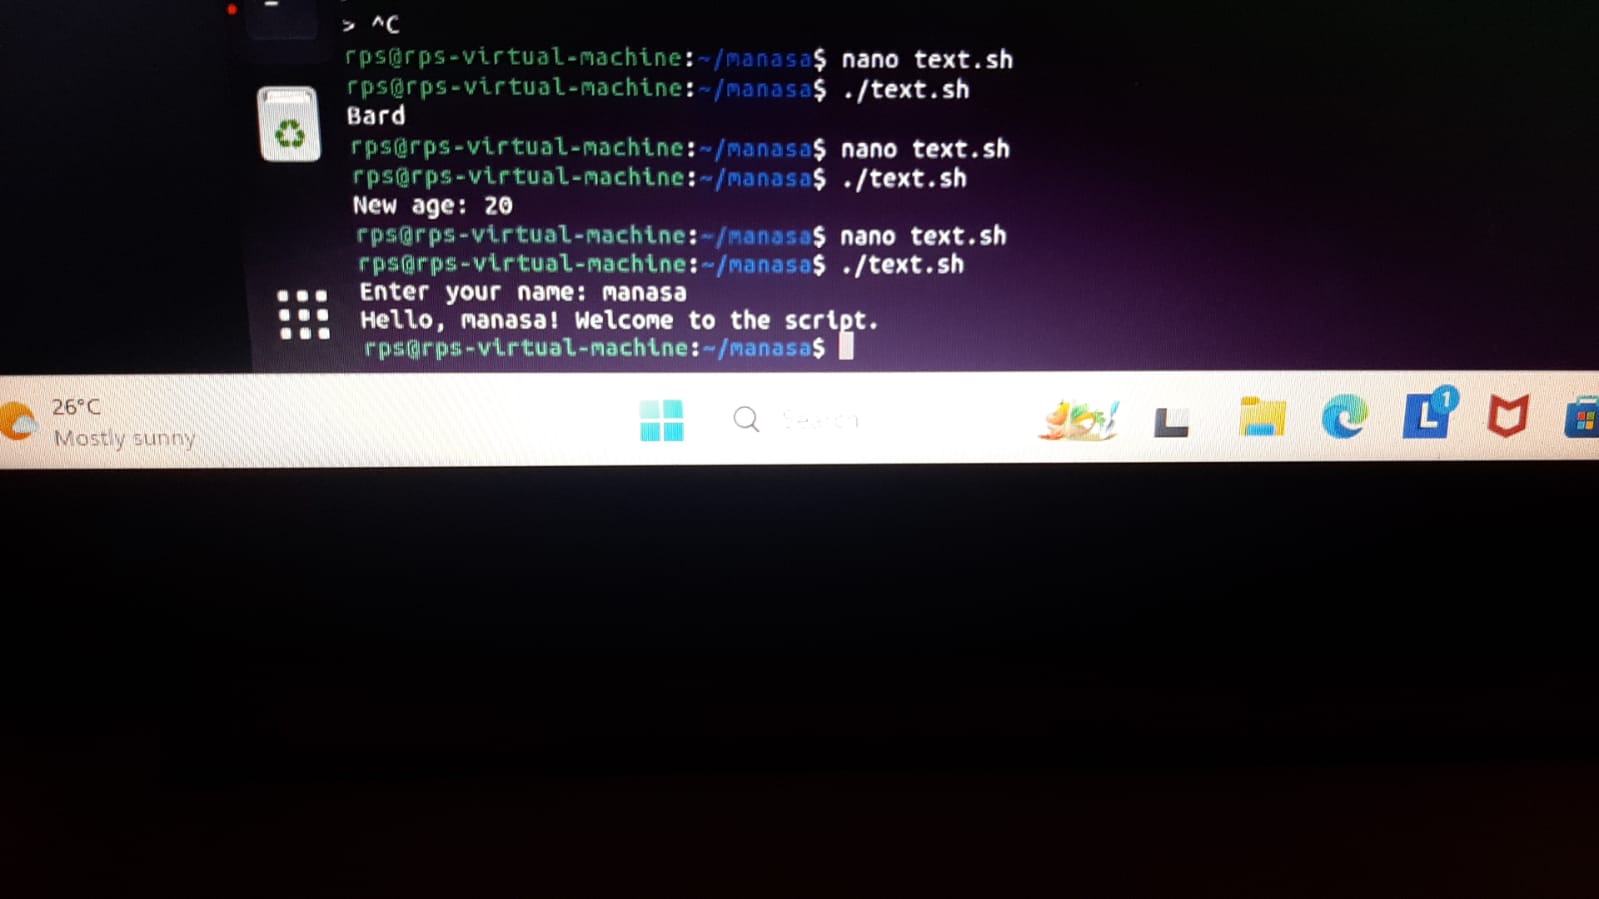 > ^C
rps@rps-virtual-machine:~/manasa$ nano text.sh
rps@rps-virtual-machine:~/manasa$ ./text.sh
Bard
rps@rps-virtual-machine:~/manasa$ nano text.sh
rps@rps-virtual-machine:~/manasa$ ./text.sh
New age: 20
rps@rps-virtual-machine:~/manasa$ nano text.sh
rps@rps-virtual-machine:~/manasa$ ./text.sh
Enter your name: manasa
Hello, manasa! Welcome to the script.
rps@rps-virtual-machine:~/manasa$
26°C
Mostly sunny
Search
L 1